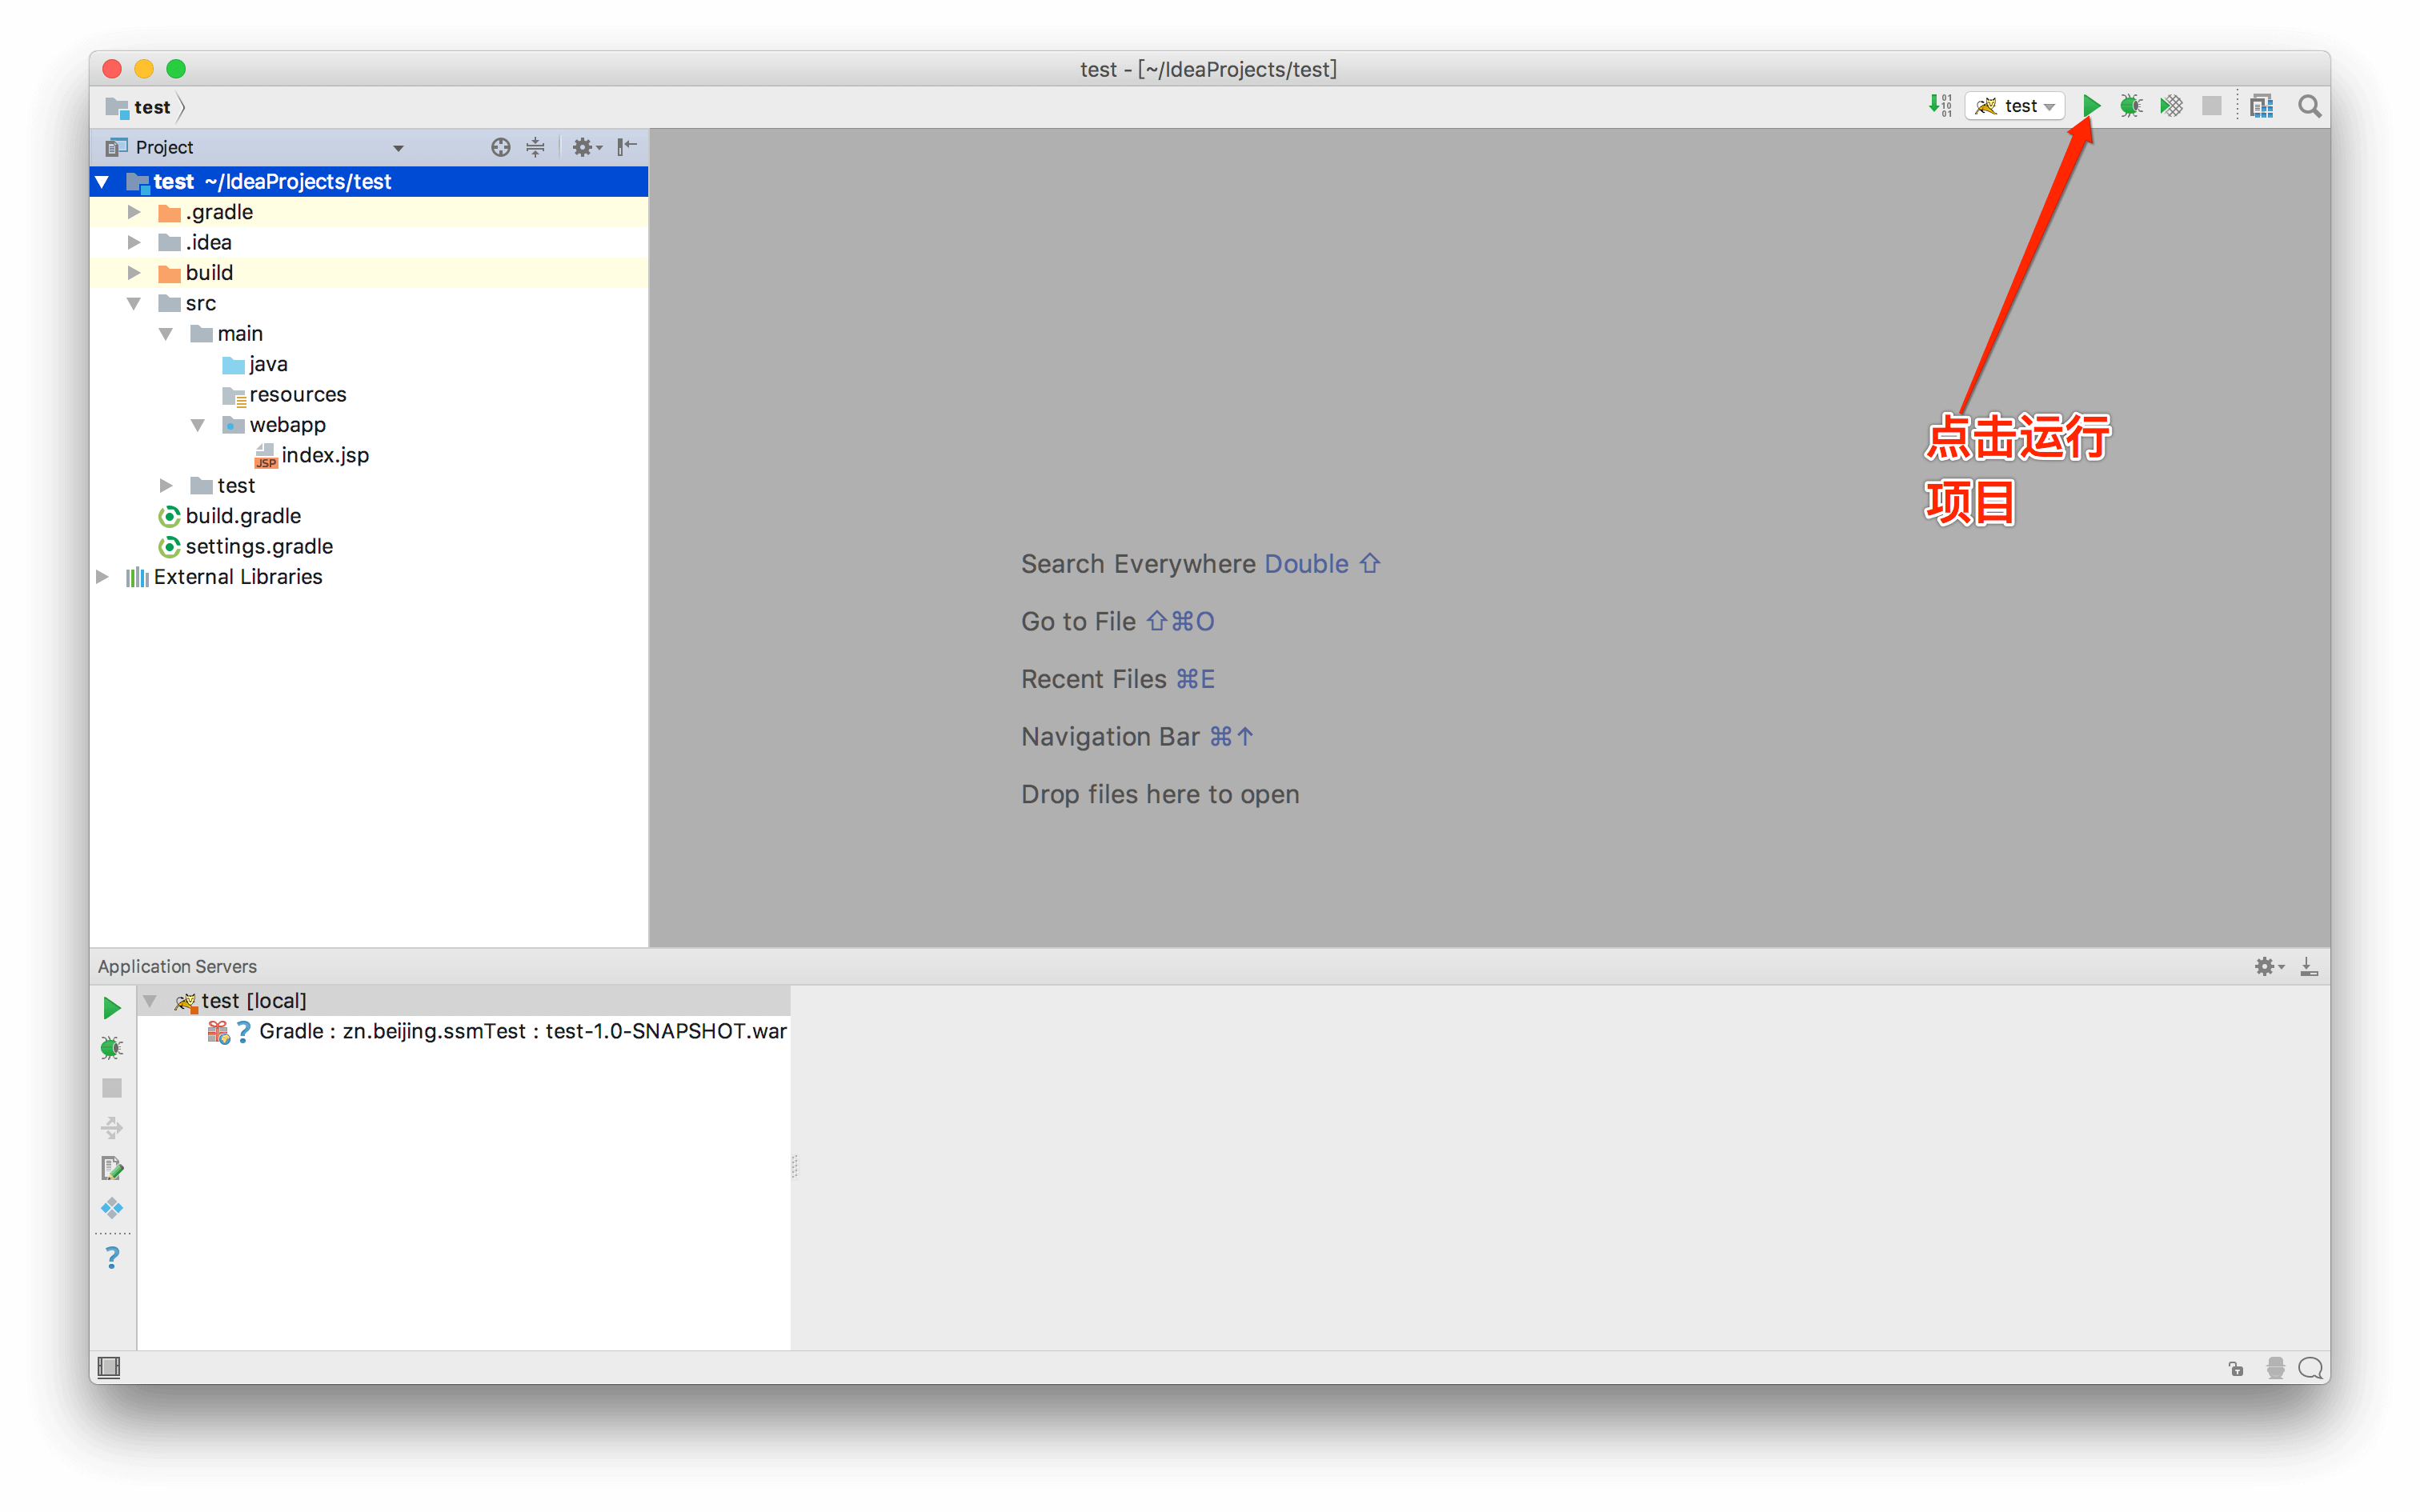 test - [~/IdeaProjects/test]
test
test
Project
test ~/IdeaProjects/test
.gradle
.idea
build
src
main
java
resources
webapp
JSP index.jsp
test
build.gradle
settings.gradle
External Libraries
点击运行
项目
Search Everywhere Double ⇧
Go to File ⇧⌘O
Recent Files ⌘E
Navigation Bar ⌘↑
Drop files here to open
Application Servers
test [local]
? Gradle : zn.beijing.ssmTest : test-1.0-SNAPSHOT.war
?